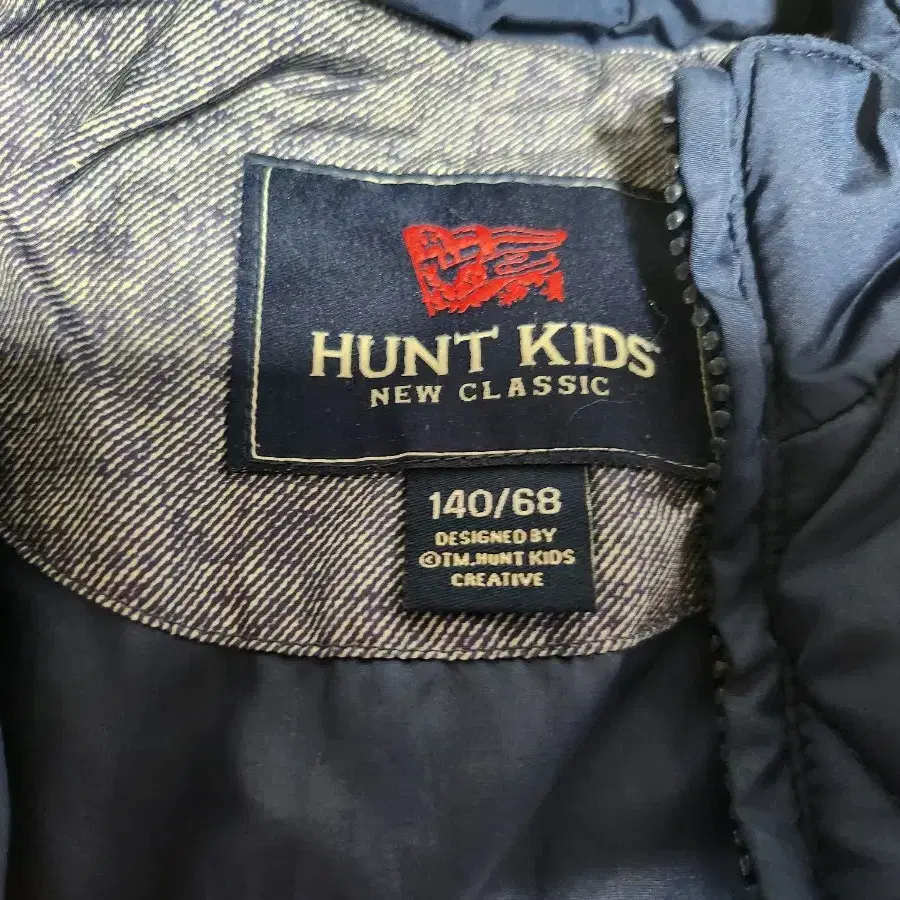 HUNT KIDS
NEW CLASSIC
140/68
DESIGNED BY
©TM.HUNT KIDS
CREATIVE